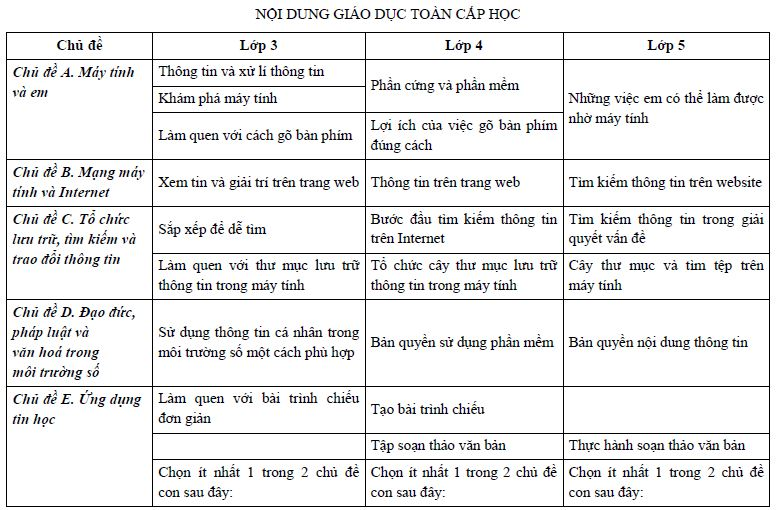 NỘI DUNG GIÁO DỤC TOÀN CẤP HỌC
Chủ đề
Lớp 3
Lớp 4
Lớp 5
Chủ đề A. Máy tính
và em
Thông tin và xử lí thông tin
Khám phá máy tính
Làm quen với cách gõ bàn phím
Phần cứng và phần mềm
Lợi ích của việc gõ bàn phím
đúng cách
Những việc em có thể làm được
nhờ máy tính
Chủ đề B. Mạng máy
tính và Internet
Xem tin và giải trí trên trang web
Thông tin trên trang web
Tìm kiếm thông tin trên website
Chủ đề C. Tổ chức
lưu trữ, tìm kiếm và
trao đổi thông tin
Sắp xếp để dễ tìm
Bước đầu tìm kiếm thông tin
trên Internet
Tìm kiếm thông tin trong giải
quyết vấn đề
Làm quen với thư mục lưu trữ
thông tin trong máy tính
Tổ chức cây thư mục lưu trữ
thông tin trong máy tính
Cây thư mục và tìm tệp trên
máy tính
Chủ đề D. Đạo đức,
pháp luật và
văn hoá trong
môi trường số
Sử dụng thông tin cá nhân trong
môi trường số một cách phù hợp
Bản quyền sử dụng phần mềm
Bản quyền nội dung thông tin
Chủ đề E. Ứng dụng
tin học
Làm quen với bài trình chiếu
đơn giản
Tạo bài trình chiếu
Tập soạn thảo văn bản
Thực hành soạn thảo văn bản
Chọn ít nhất 1 trong 2 chủ đề
con sau đây:
Chọn ít nhất 1 trong 2 chủ đề
con sau đây:
Chọn ít nhất 1 trong 2 chủ đề
con sau đây: